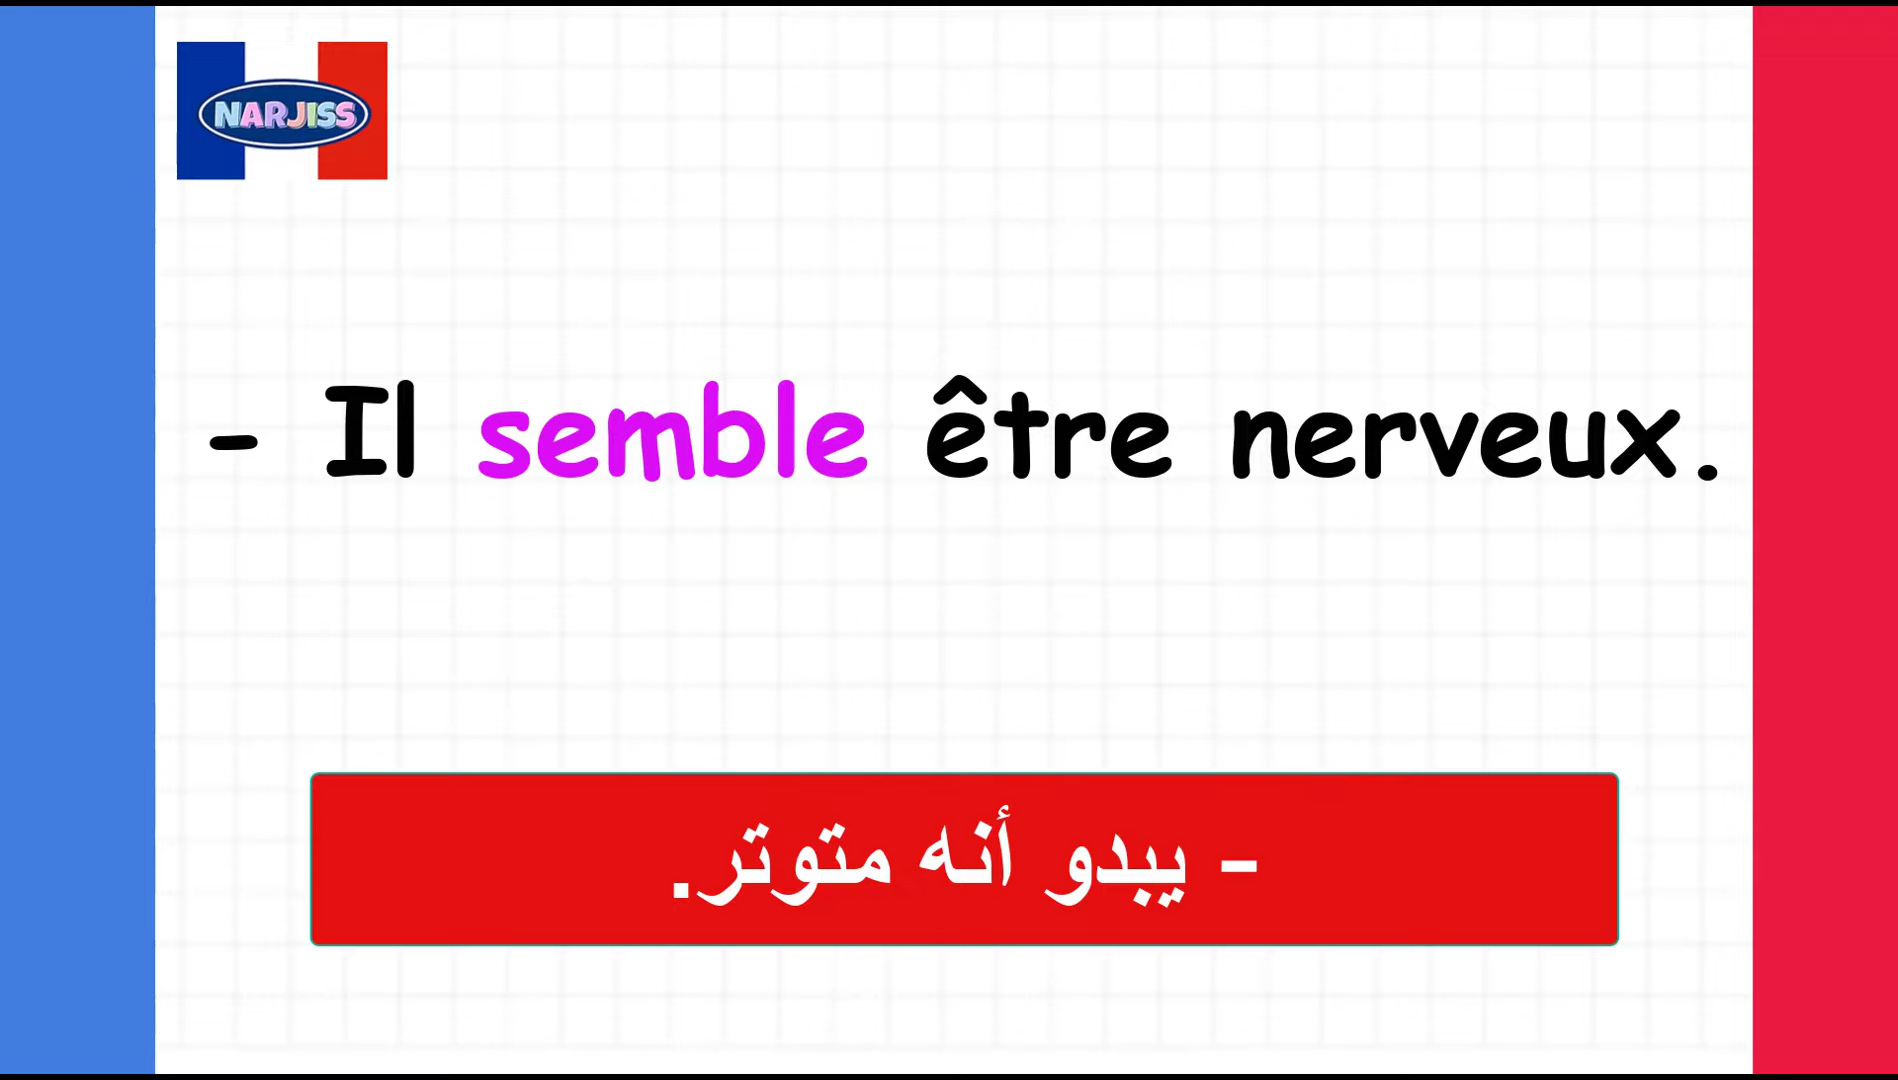 NARJISS
- Il semble être nerveux.
- يبدو أنه متوتر.